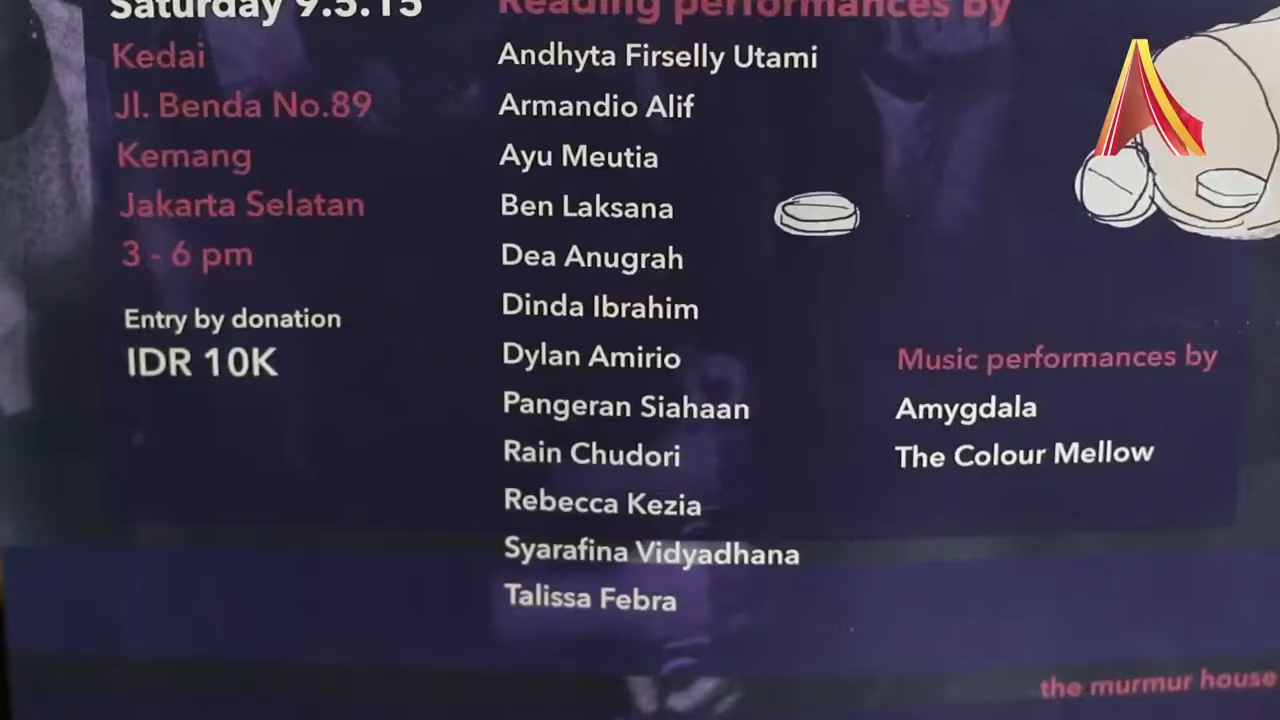 Saturday 9.5.15
Kedai
Jl. Benda No.89
Kemang
Jakarta Selatan
3 - 6 pm
Entry by donation
IDR 10K
Reading performances by
Andhyta Firselly Utami
Armandio Alif
Ayu Meutia
Ben Laksana
Dea Anugrah
Dinda Ibrahim
Dylan Amirio
Pangeran Siahaan
Rain Chudori
Rebecca Kezia
Syarafina Vidyadhana
Talissa Febra
Music performances by
Amygdala
The Colour Mellow
the murmur house